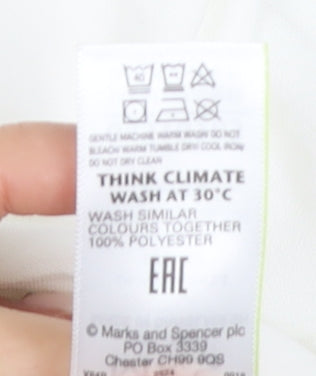 40
GENTLE MACHINE WARM WASH DO NOT
BLEACH WARM TUMBLE DRY COOL IRON
DO NOT DRY CLEAN
THINK CLIMATE
WASH AT 30°C
WASH SIMILAR
COLOURS TOGETHER
100% POLYESTER
EAC
© Marks and Spencer plc
PO Box 3339
Chester CH99 9QS